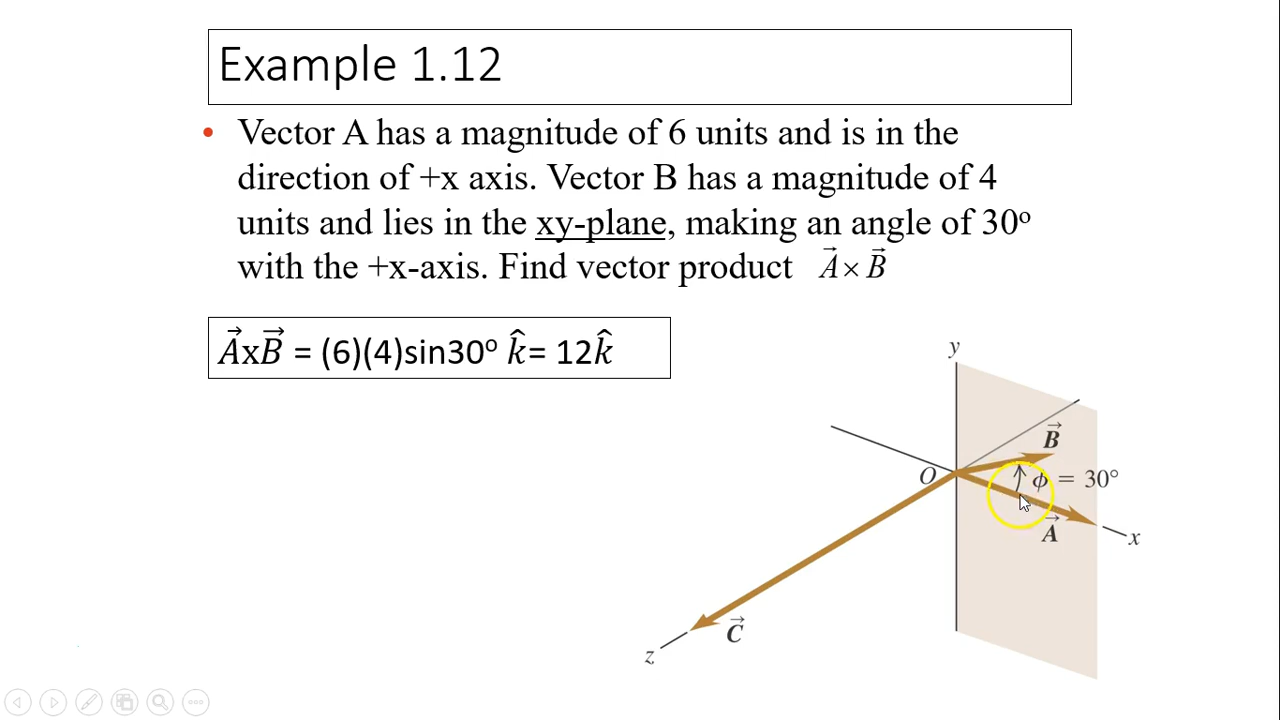 Example 1.12
• Vector A has a magnitude of 6 units and is in the
direction of +x axis. Vector B has a magnitude of 4
units and lies in the xy-plane, making an angle of 30º
with the +x-axis. Find vector product A⃗ × B⃗
A⃗xB⃗ = (6)(4)sin30º k̂= 12k̂
y
B⃗
O
ϕ = 30°
A⃗
x
C⃗
z